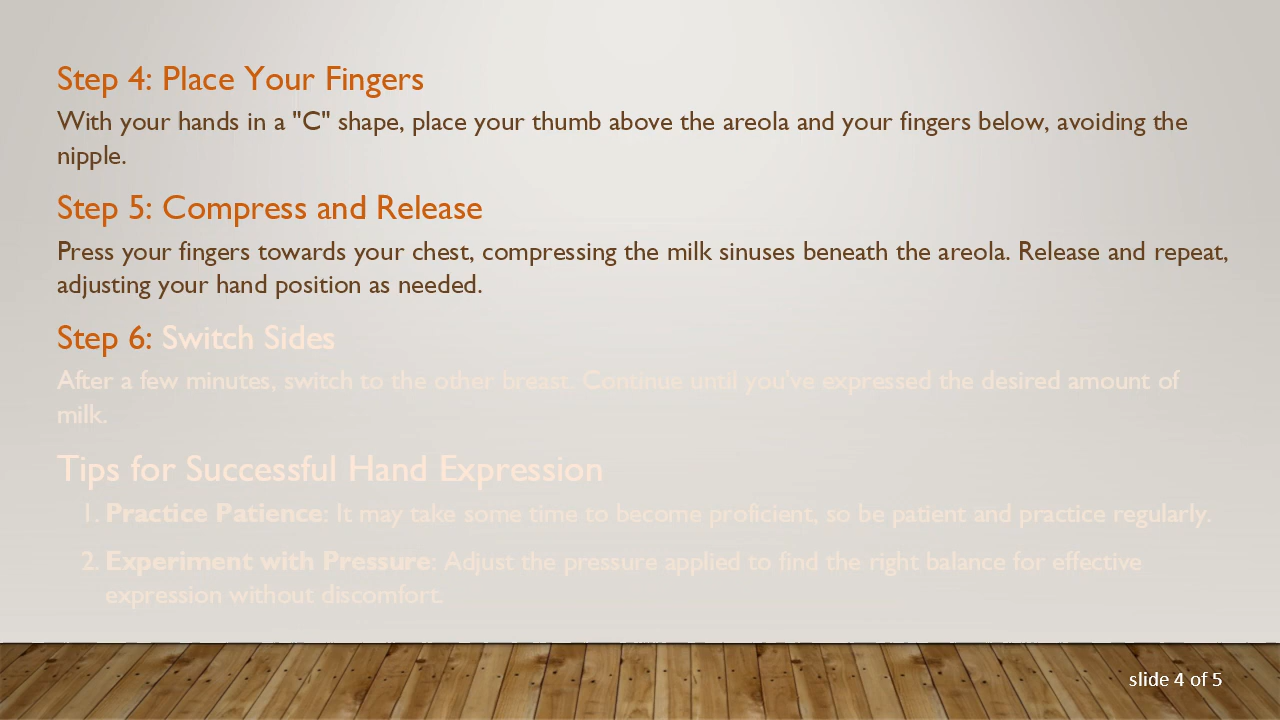 Step 4: Place Your Fingers
With your hands in a "C" shape, place your thumb above the areola and your fingers below, avoiding the
nipple.
Step 5: Compress and Release
Press your fingers towards your chest, compressing the milk sinuses beneath the areola. Release and repeat,
adjusting your hand position as needed.
Step 6: Switch Sides
After a few minutes, switch to the other breast. Continue until you've expressed the desired amount of
milk.
Tips for Successful Hand Expression
1. Practice Patience: It may take some time to become proficient, so be patient and practice regularly.
2. Experiment with Pressure: Adjust the pressure applied to find the right balance for effective
expression without discomfort.
slide 4 of 5